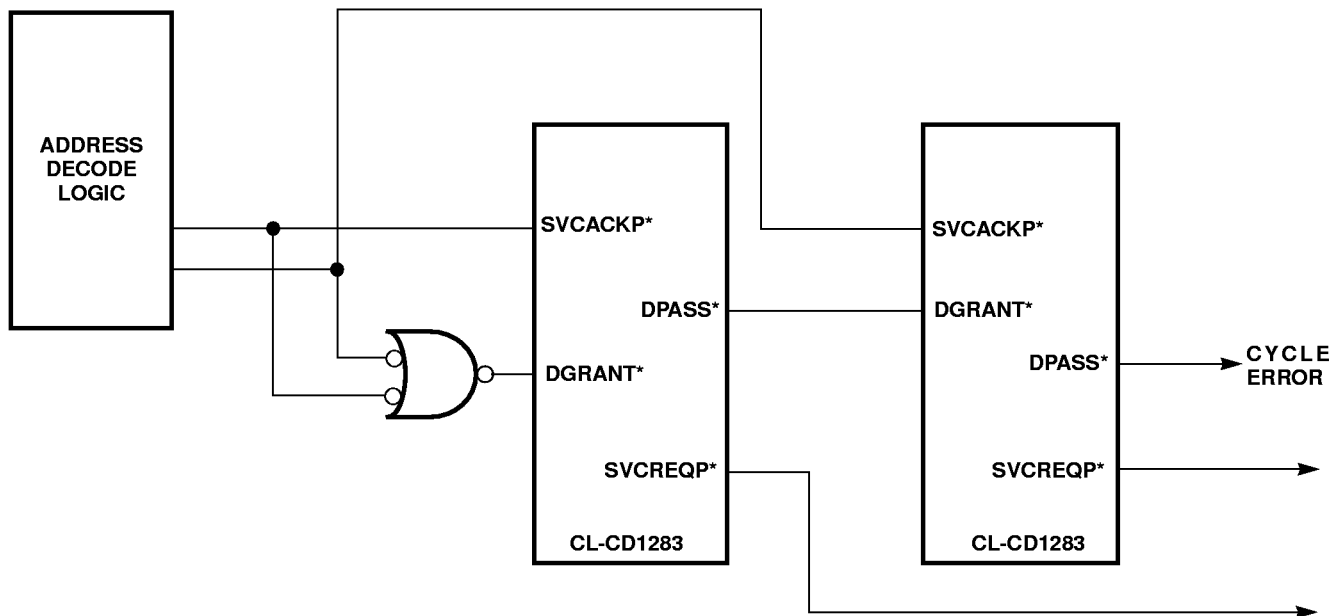 ADDRESS
DECODE
LOGIC
SVCACKP*
DPASS*
DGRANT*
SVCREQP*
CL-CD1283
SVCACKP*
DGRANT*
DPASS*
SVCREQP*
CL-CD1283
CYCLE
ERROR